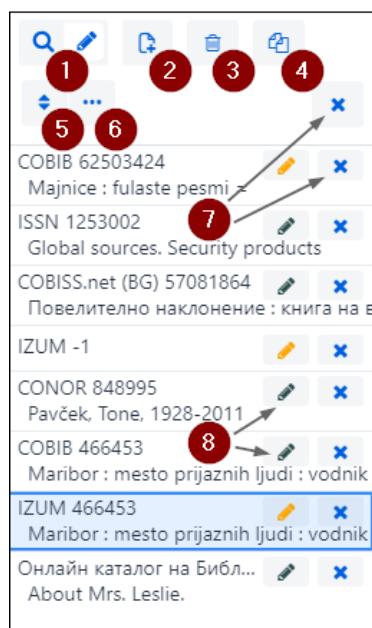 1 2 3 4
5 6
COBIB 62503424
Majnice : fulaste pesmi =
7
ISSN 1253002
Global sources. Security products
COBISS.net (BG) 57081864
Повелително наклонение : книга на в
IZUM -1
CONOR 848995
Pavček, Tone, 1928-2011
8
COBIB 466453
Maribor : mesto prijaznih ljudi : vodnik
IZUM 466453
Maribor : mesto prijaznih ljudi : vodnik
Онлайн каталог на Библ...
About Mrs. Leslie.